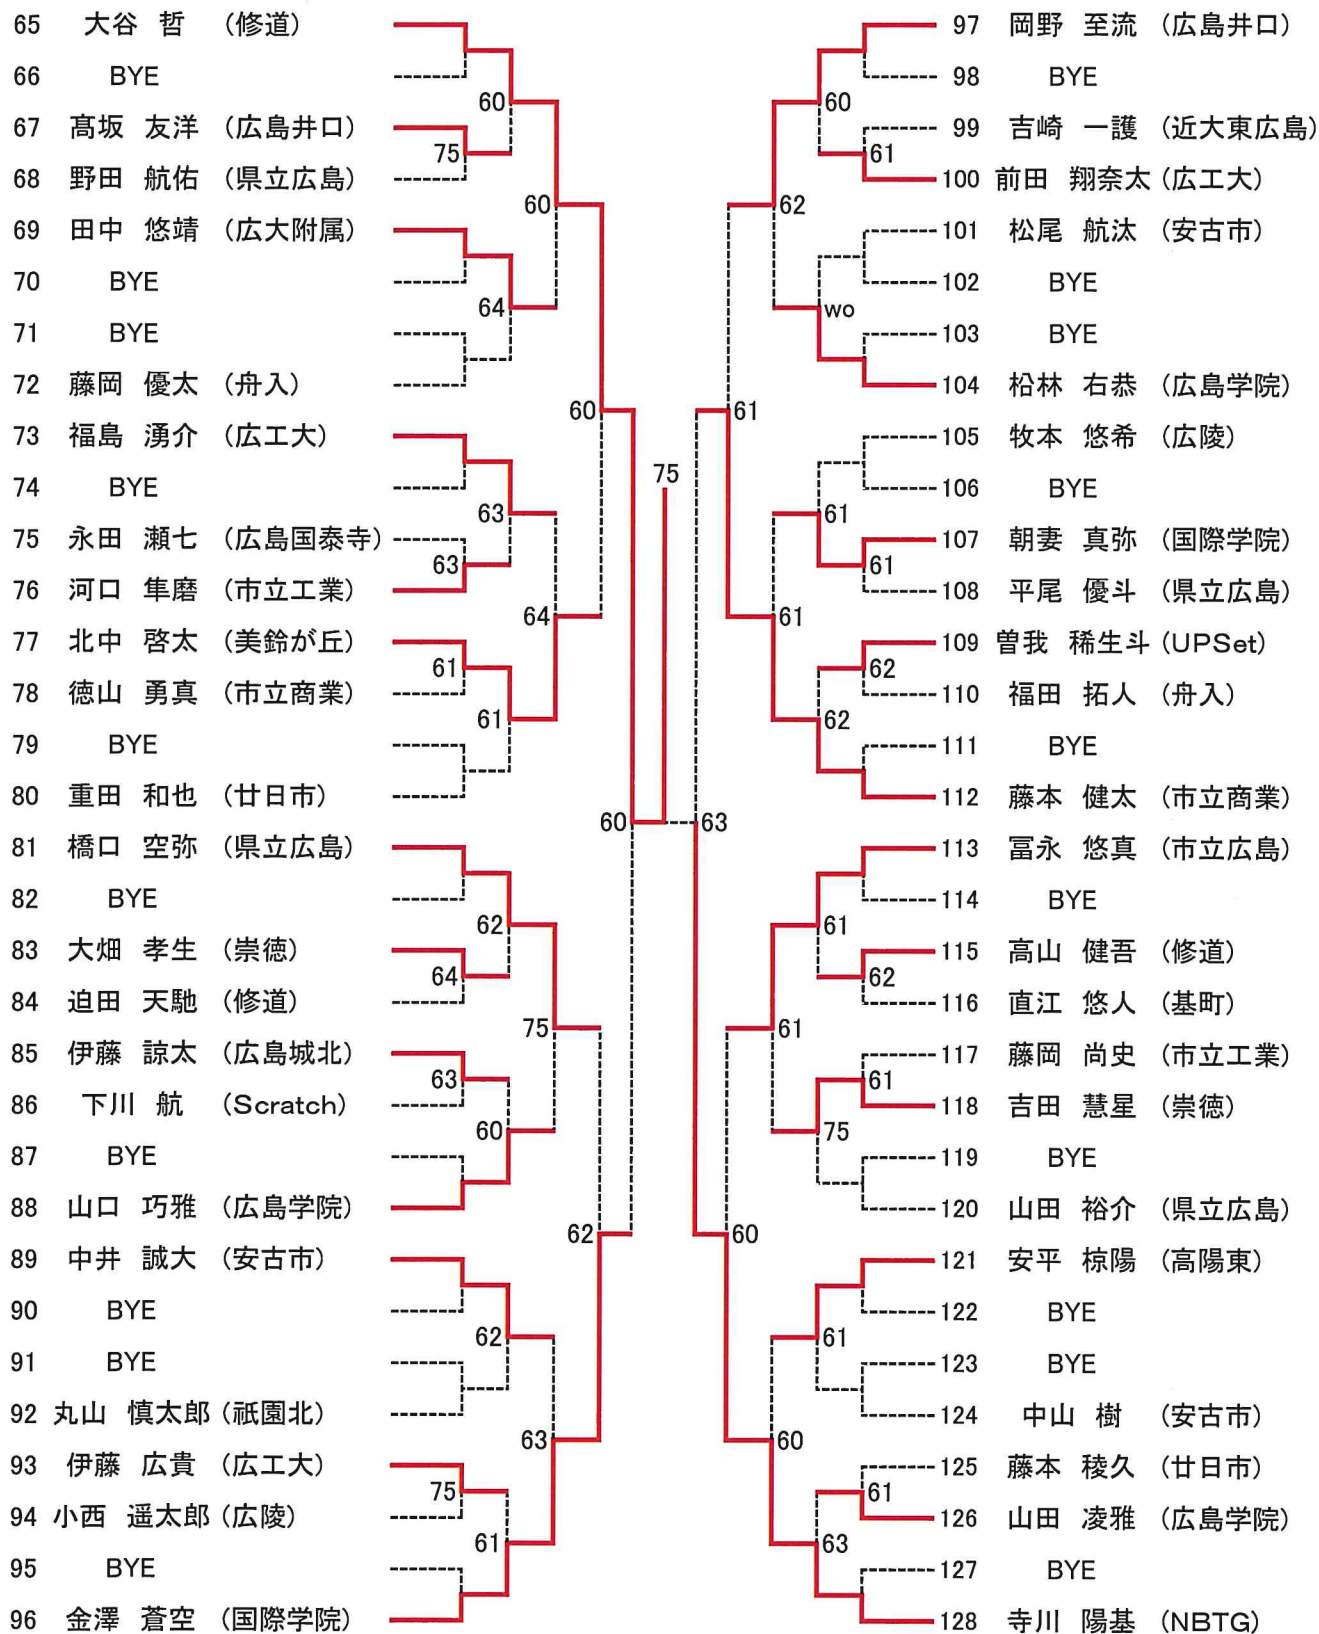 65 大谷 哲 (修道)
66 BYE
67 髙坂 友洋 (広島井口)
68 野田 航佑 (県立広島)
69 田中 悠靖 (広大附属)
70 BYE
71 BYE
72 藤岡 優太 (舟入)
73 福島 湧介 (広工大)
74 BYE
75 永田 瀬七 (広島国泰寺)
76 河口 隼磨 (市立工業)
77 北中 啓太 (美鈴が丘)
78 徳山 勇真 (市立商業)
79 BYE
80 重田 和也 (廿日市)
81 橋口 空弥 (県立広島)
82 BYE
83 大畑 孝生 (崇徳)
84 迫田 天馳 (修道)
85 伊藤 諒太 (広島城北)
86 下川 航 (Scratch)
87 BYE
88 山口 巧雅 (広島学院)
89 中井 誠大 (安古市)
90 BYE
91 BYE
92 丸山 慎太郎 (祇園北)
93 伊藤 広貴 (広工大)
94 小西 遥太郎 (広陵)
95 BYE
96 金澤 蒼空 (国際学院)
75
63
61
64
63
75
60
64
63
61
62
60
62
61
60
64
75
63
60
62
60
75
63
61
60
62
61
61
60
60
wo
61
62
61
61
75
61
63
61
61
62
62
61
61
97 岡野 至流 (広島井口)
98 BYE
99 吉崎 一護 (近大東広島)
100 前田 翔奈太 (広工大)
101 松尾 航汰 (安古市)
102 BYE
103 BYE
104 松林 右恭 (広島学院)
105 牧本 悠希 (広陵)
106 BYE
107 朝妻 真弥 (国際学院)
108 平尾 優斗 (県立広島)
109 曽我 稀生斗 (UPSet)
110 福田 拓人 (舟入)
111 BYE
112 藤本 健太 (市立商業)
113 冨永 悠真 (市立広島)
114 BYE
115 高山 健吾 (修道)
116 直江 悠人 (基町)
117 藤岡 尚史 (市立工業)
118 吉田 慧星 (崇徳)
119 BYE
120 山田 裕介 (県立広島)
121 安平 椋陽 (高陽東)
122 BYE
123 BYE
124 中山 樹 (安古市)
125 藤本 稜久 (廿日市)
126 山田 凌雅 (広島学院)
127 BYE
128 寺川 陽基 (NBTG)